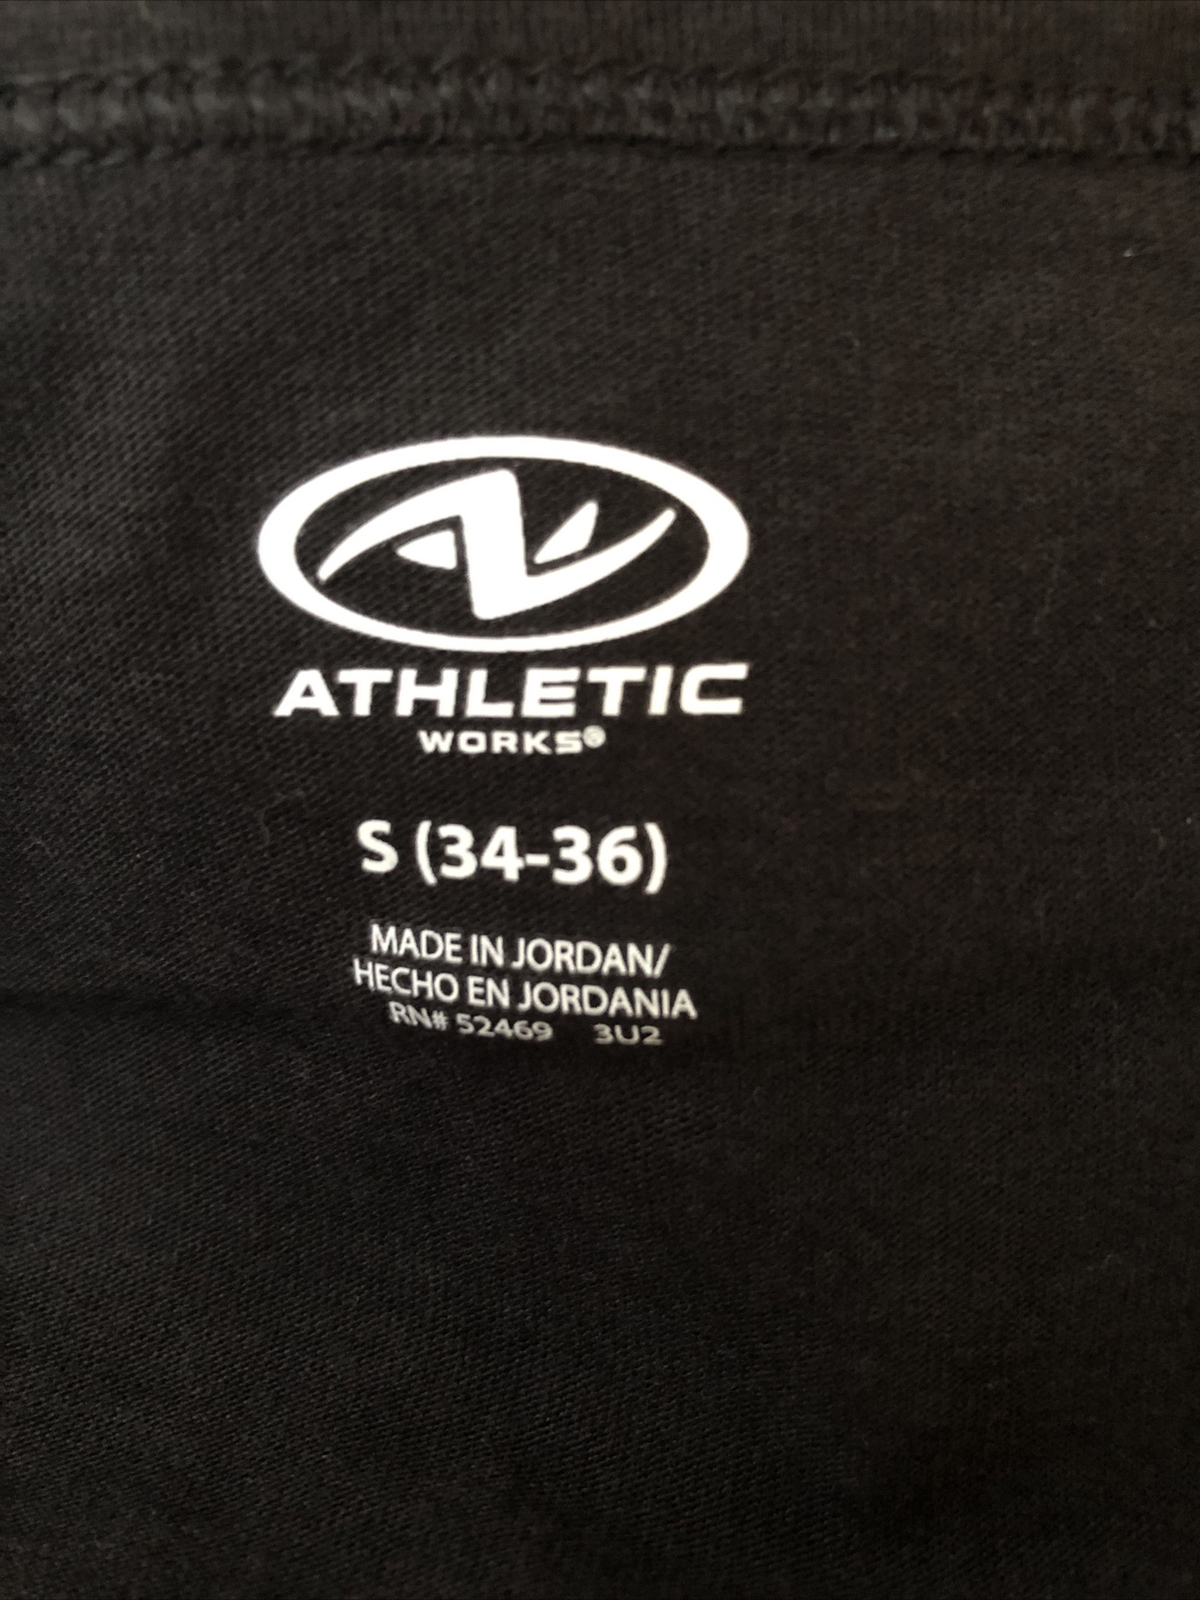 ATHLETIC
WORKS®
S (34-36)
MADE IN JORDAN/
HECHO EN JORDANIA
RN# 52469 3U2